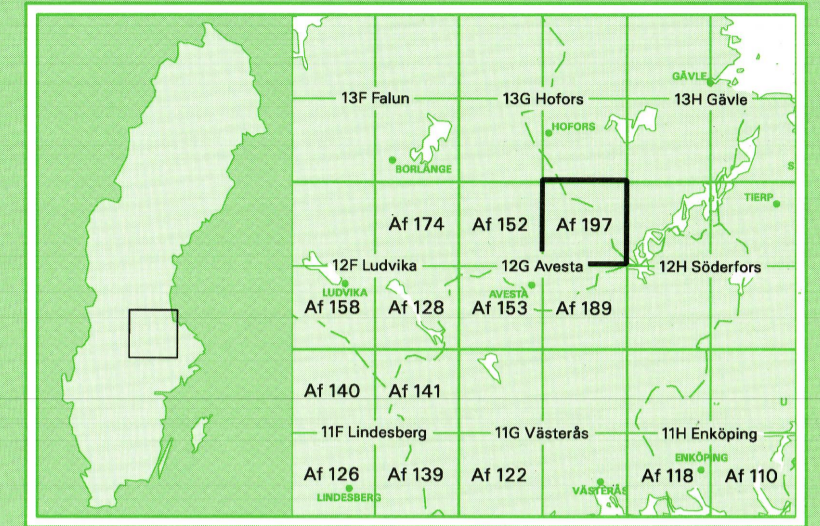 GÄVLE
13F Falun 13G Hofors 13H Gävle
HOFORS
BORLÄNGE
S
TIERP
Af 174 Af 152 Af 197
12F Ludvika 12G Avesta 12H Söderfors
LUDVIKA AVESTA
Af 158 Af 128 Af 153 Af 189
Af 140 Af 141
U
11F Lindesberg 11G Västerås 11H Enköping
ENKÖPING
Af 126 Af 139 Af 122 Af 118 Af 110
LINDESBERG VÄSTERÅS